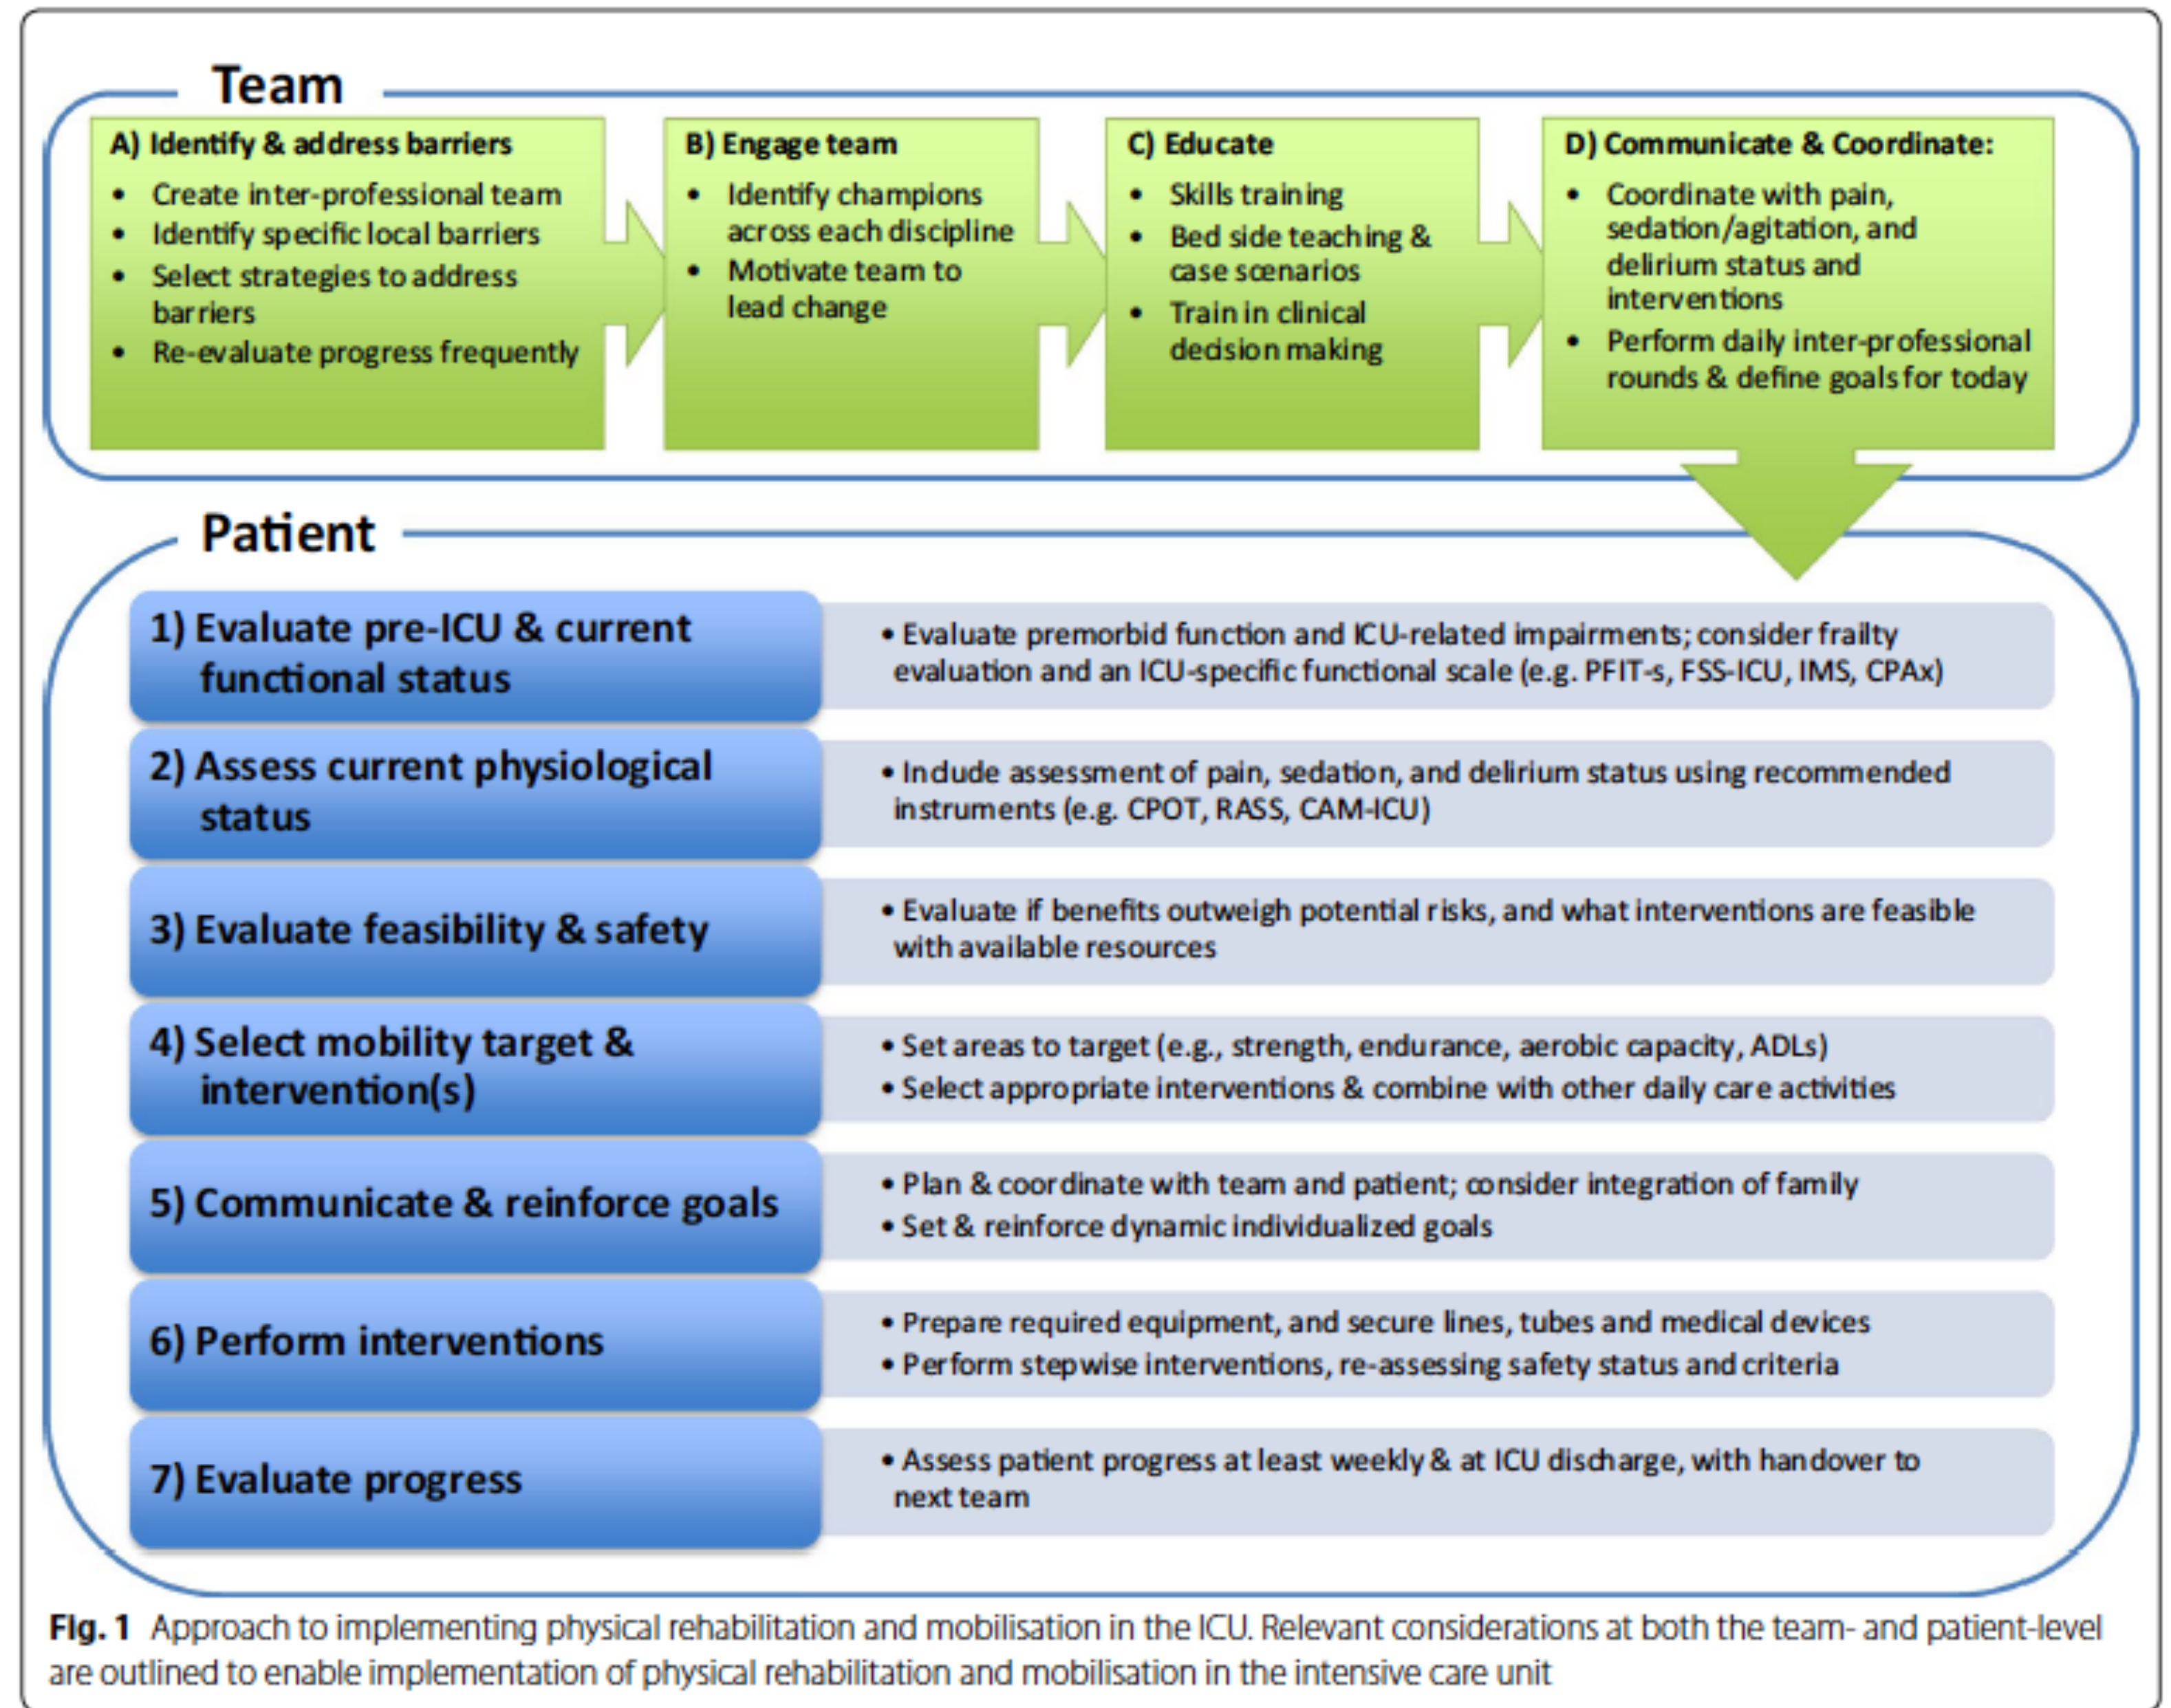 Team
A) Identify & address barriers
• Create inter-professional team
• Identify specific local barriers
• Select strategies to address
barriers
• Re-evaluate progress frequently
B) Engage team
• Identify champions
across each discipline
• Motivate team to
lead change
C) Educate
• Skills training
• Bed side teaching &
case scenarios
• Train in clinical
decision making
D) Communicate & Coordinate:
• Coordinate with pain,
sedation/agitation, and
delirium status and
interventions
• Perform daily inter-professional
rounds & define goals for today
Patient
1) Evaluate pre-ICU & current
functional status
• Evaluate premorbid function and ICU-related impairments; consider frailty
evaluation and an ICU-specific functional scale (e.g. PFIT-s, FSS-ICU, IMS, CPAx)
2) Assess current physiological
status
• Include assessment of pain, sedation, and delirium status using recommended
instruments (e.g. CPOT, RASS, CAM-ICU)
3) Evaluate feasibility & safety
• Evaluate if benefits outweigh potential risks, and what interventions are feasible
with available resources
4) Select mobility target &
intervention(s)
• Set areas to target (e.g., strength, endurance, aerobic capacity, ADLs)
• Select appropriate interventions & combine with other daily care activities
5) Communicate & reinforce goals
• Plan & coordinate with team and patient; consider integration of family
• Set & reinforce dynamic individualized goals
6) Perform interventions
• Prepare required equipment, and secure lines, tubes and medical devices
• Perform stepwise interventions, re-assessing safety status and criteria
7) Evaluate progress
• Assess patient progress at least weekly & at ICU discharge, with handover to
next team
Fig. 1 Approach to implementing physical rehabilitation and mobilisation in the ICU. Relevant considerations at both the team- and patient-level
are outlined to enable implementation of physical rehabilitation and mobilisation in the intensive care unit